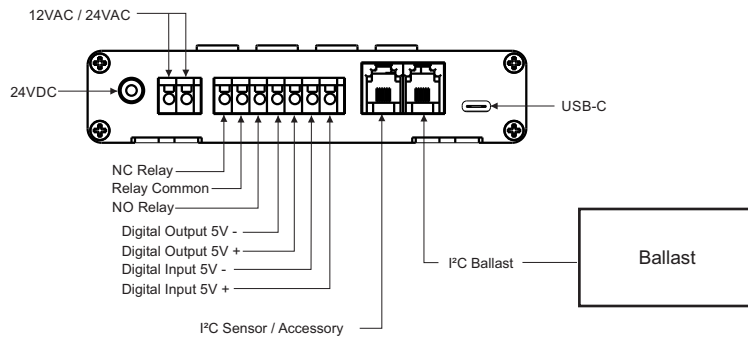 12VAC / 24VAC
24VDC
USB-C
NC Relay
Relay Common
NO Relay
Digital Output 5V -
Digital Output 5V +
Digital Input 5V -
Digital Input 5V +
I²C Ballast
Ballast
I²C Sensor / Accessory